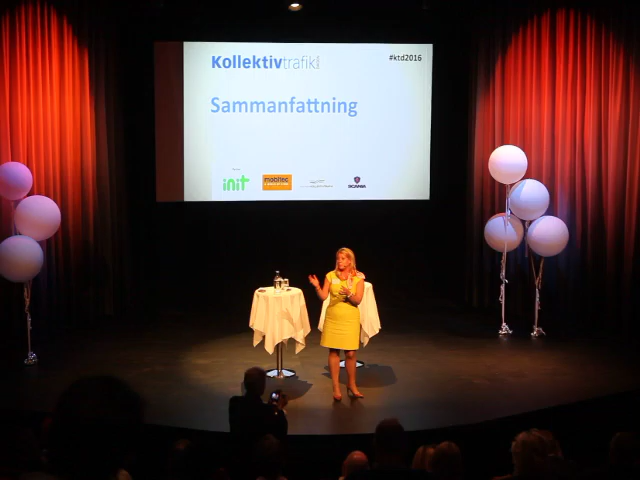 Kollektivtrafik
#ktd2016
Sammanfattning
init
mobitec
SCANIA